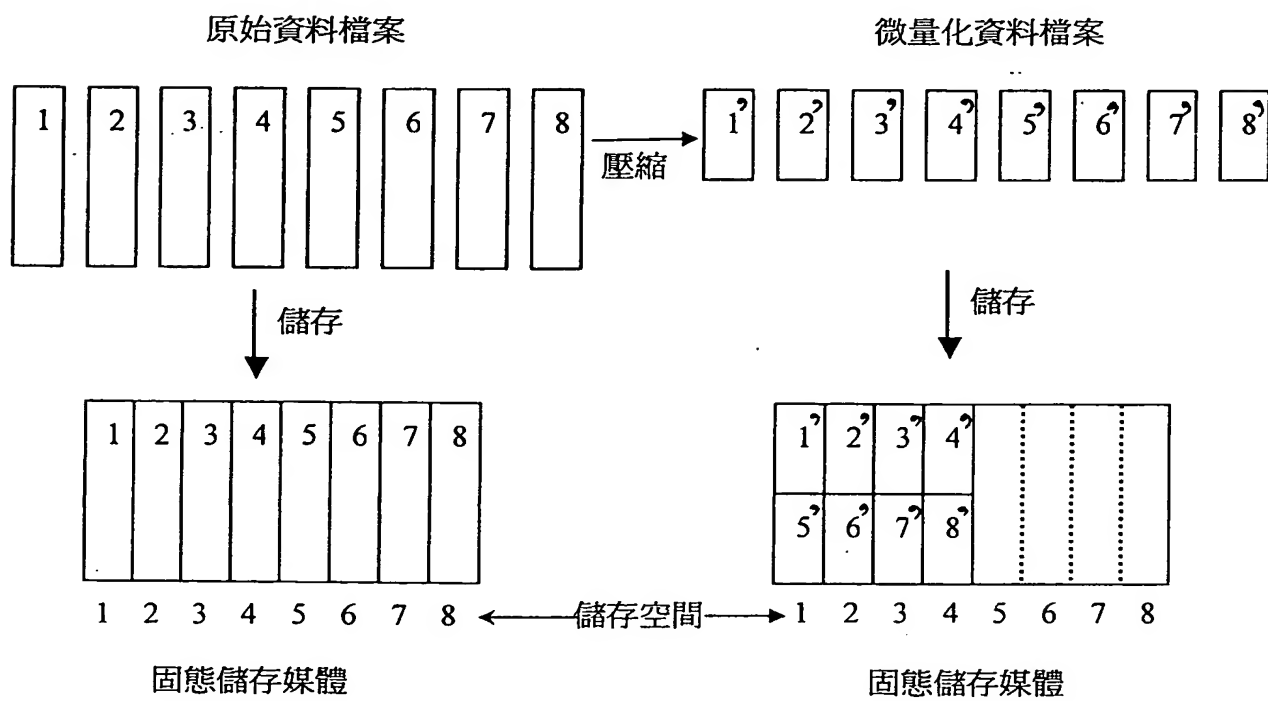 原始資料檔案
微量化資料檔案
1 2 3 4 5 6 7 8
壓縮
1’ 2’ 3’ 4’ 5’ 6’ 7’ 8’
儲存
儲存
1 2 3 4 5 6 7 8
1’ 2’ 3’ 4’
5’ 6’ 7’ 8’
1 2 3 4 5 6 7 8
儲存空間
1 2 3 4 5 6 7 8
固態儲存媒體
固態儲存媒體